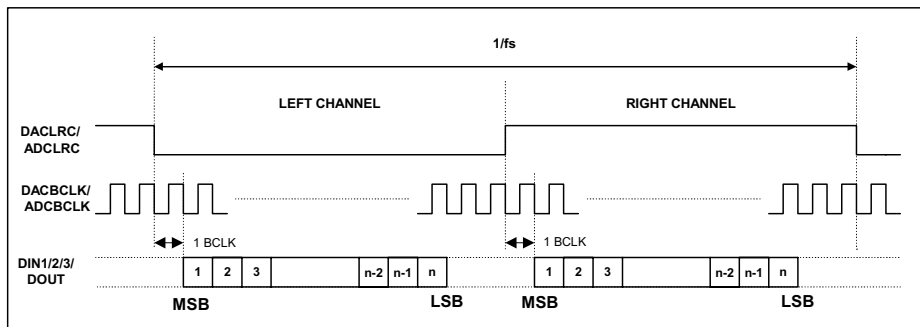 1/fs
LEFT CHANNEL
RIGHT CHANNEL
DACLRC/
ADCLRC
DACBCLK/
ADCBCLK
1 BCLK
1 BCLK
DIN1/2/3/
DOUT
1 2 3 n-2 n-1 n
1 2 3 n-2 n-1 n
MSB
LSB
MSB
LSB